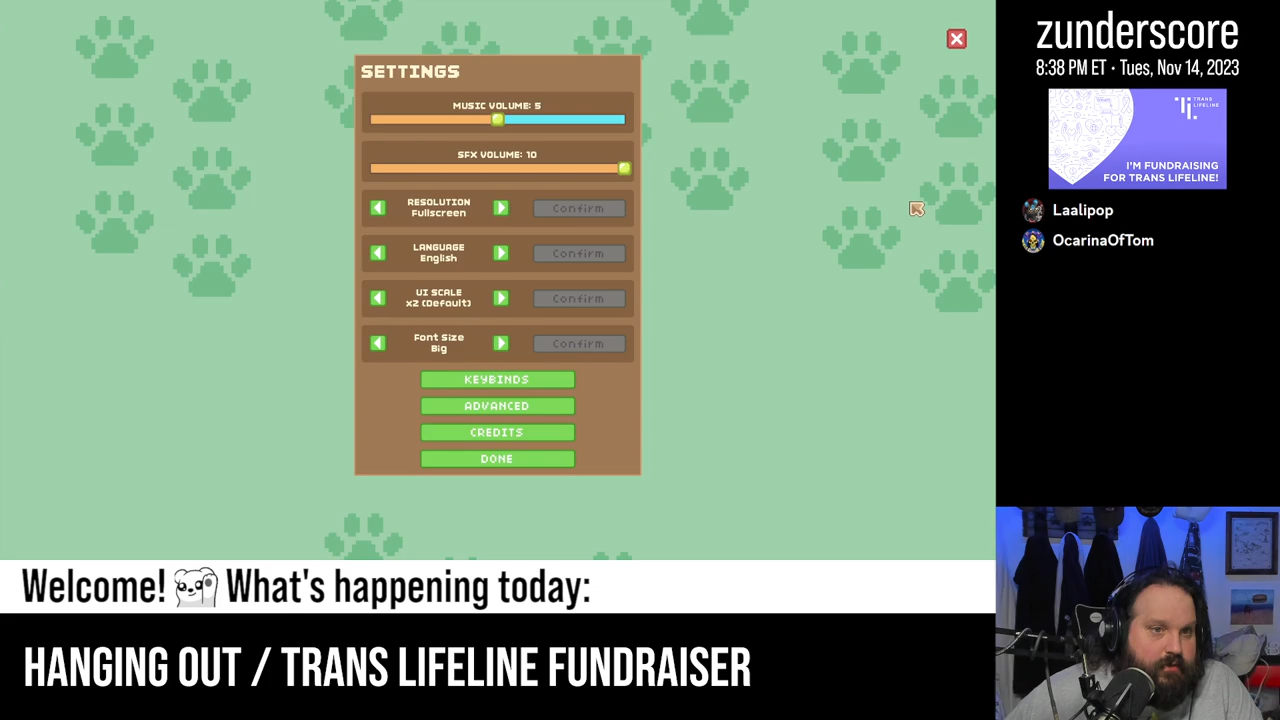 SETTINGS
MUSIC VOLUME: 5
SFX VOLUME: 10
RESOLUTION
Fullscreen
Confirm
LANGUAGE
English
Confirm
UI SCALE
x2 (Default)
Confirm
Font Size
Big
Confirm
KEYBINDS
ADVANCED
CREDITS
DONE
zunderscore
8:38 PM ET · Tues, Nov 14, 2023
TRANS
LIFELINE
I'M FUNDRAISING
FOR TRANS LIFELINE!
Laalipop
OcarinaOfTom
Welcome! What's happening today:
HANGING OUT / TRANS LIFELINE FUNDRAISER